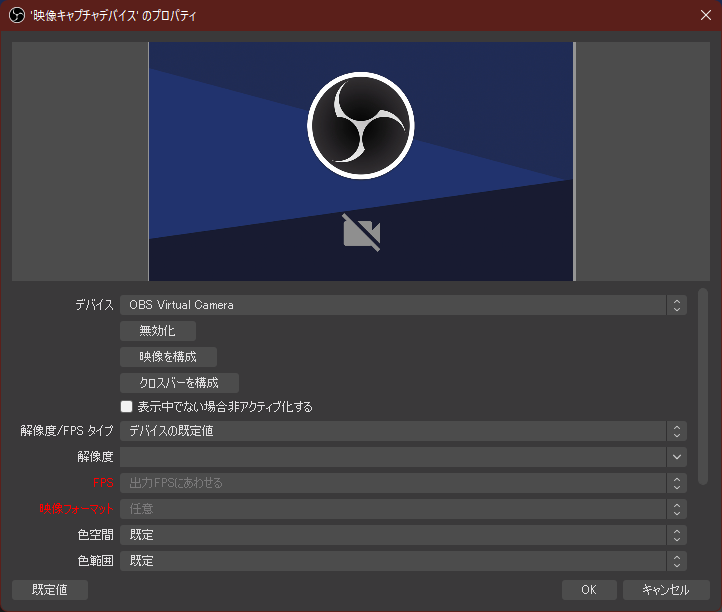 '映像キャプチャデバイス' のプロパティ
デバイス OBS Virtual Camera
無効化
映像を構成
クロスバーを構成
表示中でない場合非アクティブ化する
解像度/FPS タイプ デバイスの既定値
解像度
FPS 出力FPSにあわせる
映像フォーマット 任意
色空間 既定
色範囲 既定
既定値 OK キャンセル